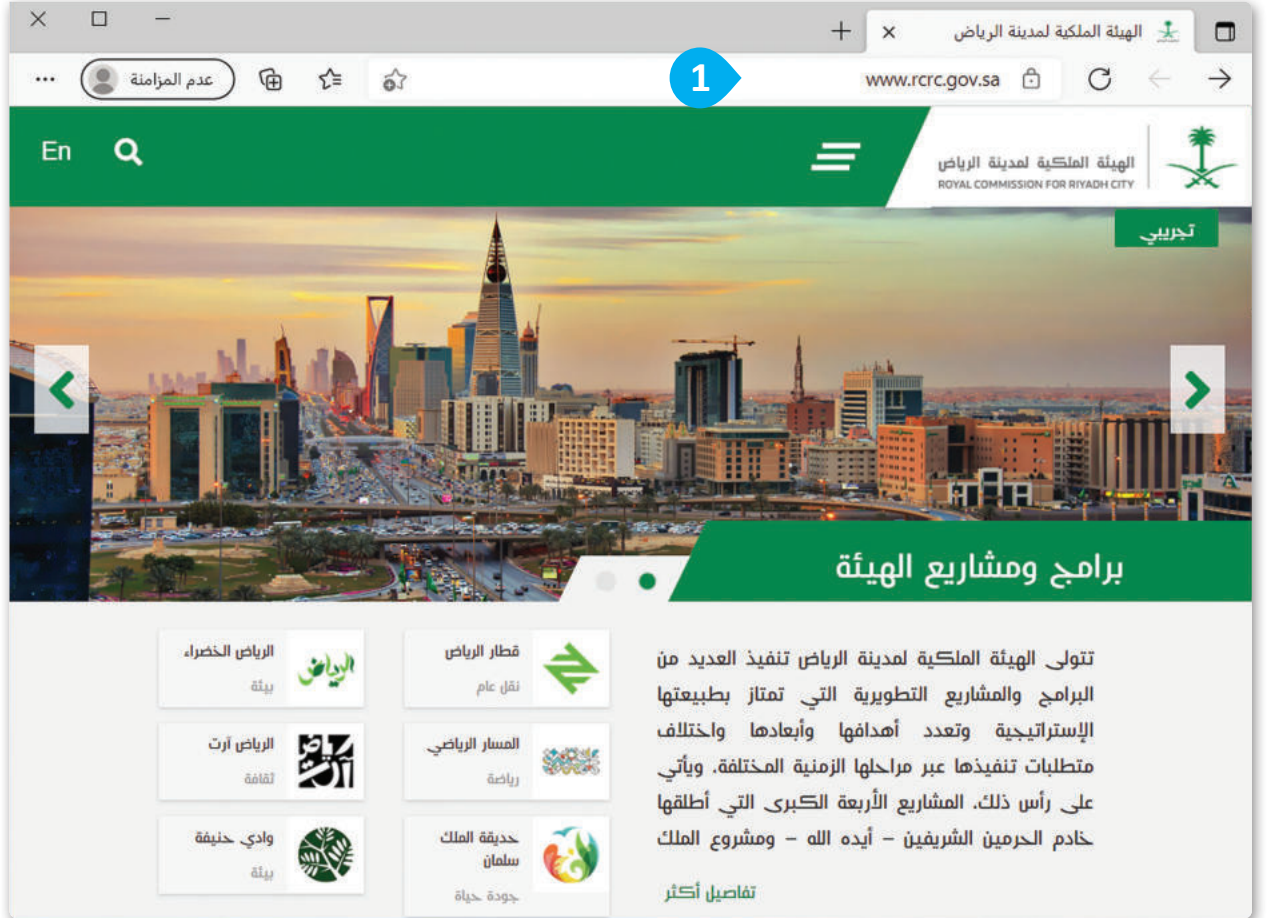 الهيئة الملكية لمدينة الرياض
عدم المزامنة
www.rcrc.gov.sa
1
En
الهيئة الملكية لمدينة الرياض
ROYAL COMMISSION FOR RIYADH CITY
تجريبي
برامج ومشاريع الهيئة
تتولى الهيئة الملكية لمدينة الرياض تنفيذ العديد من
البرامج والمشاريع التطويرية التي تمتاز بطبيعتها
الإستراتيجية وتعدد أهدافها وأبعادها واختلاف
متطلبات تنفيذها عبر مراحلها الزمنية المختلفة. ويأتي
على رأس ذلك، المشاريع الأربعة الكبرى التي أطلقها
خادم الحرمين الشريفين – أيده الله – ومشروع الملك
تفاصيل أكثر
قطار الرياض
نقل عام
الرياض الخضراء
بيئة
الرياض
المسار الرياضي
رياضة
الرياض آرت
ثقافة
رياض
آرت
حديقة الملك
سلمان
جودة حياة
وادي حنيفة
بيئة